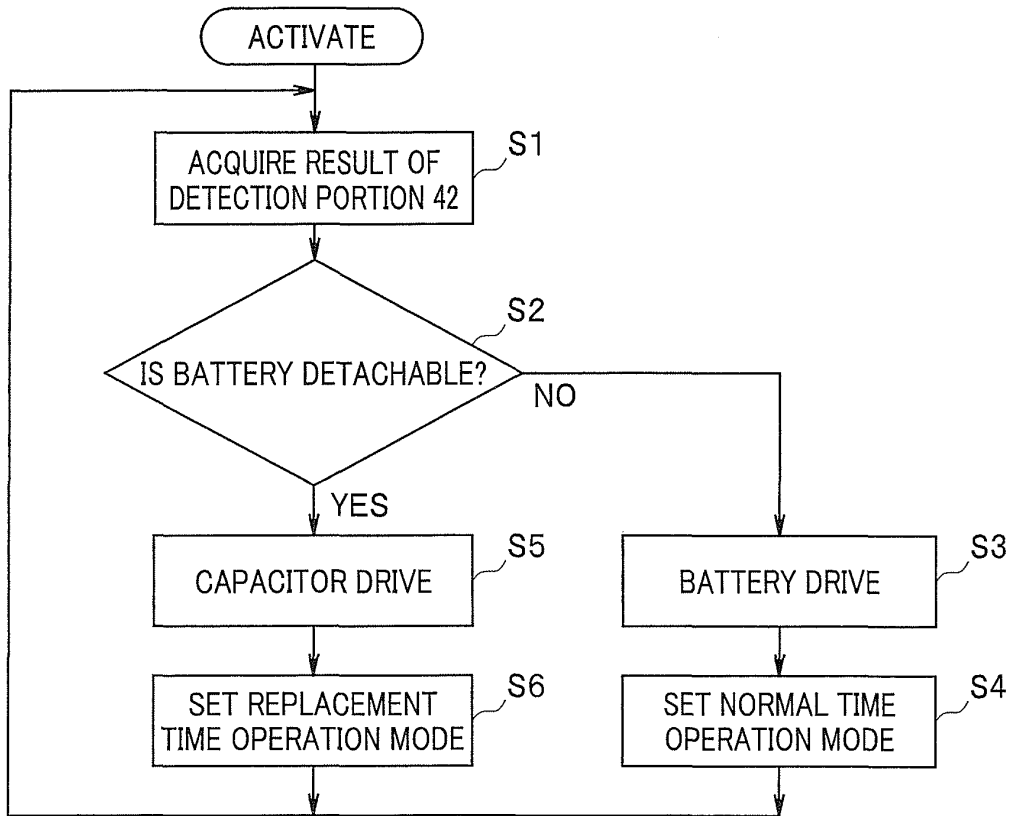 ACTIVATE
S1
ACQUIRE RESULT OF
DETECTION PORTION 42
S2
IS BATTERY DETACHABLE?
NO
YES
S5
CAPACITOR DRIVE
S3
BATTERY DRIVE
S6
SET REPLACEMENT
TIME OPERATION MODE
S4
SET NORMAL TIME
OPERATION MODE